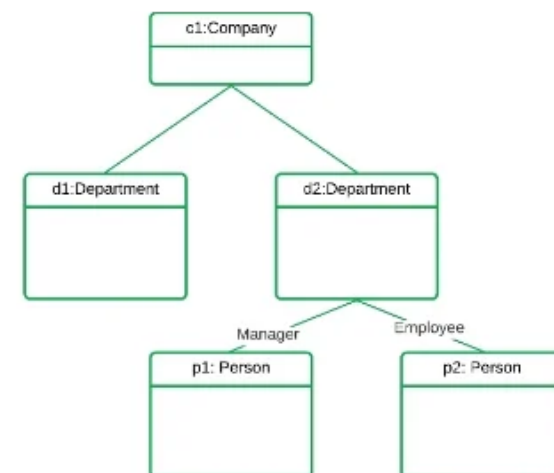 c1:Company
d1:Department
d2:Department
Manager
Employee
p1: Person
p2: Person